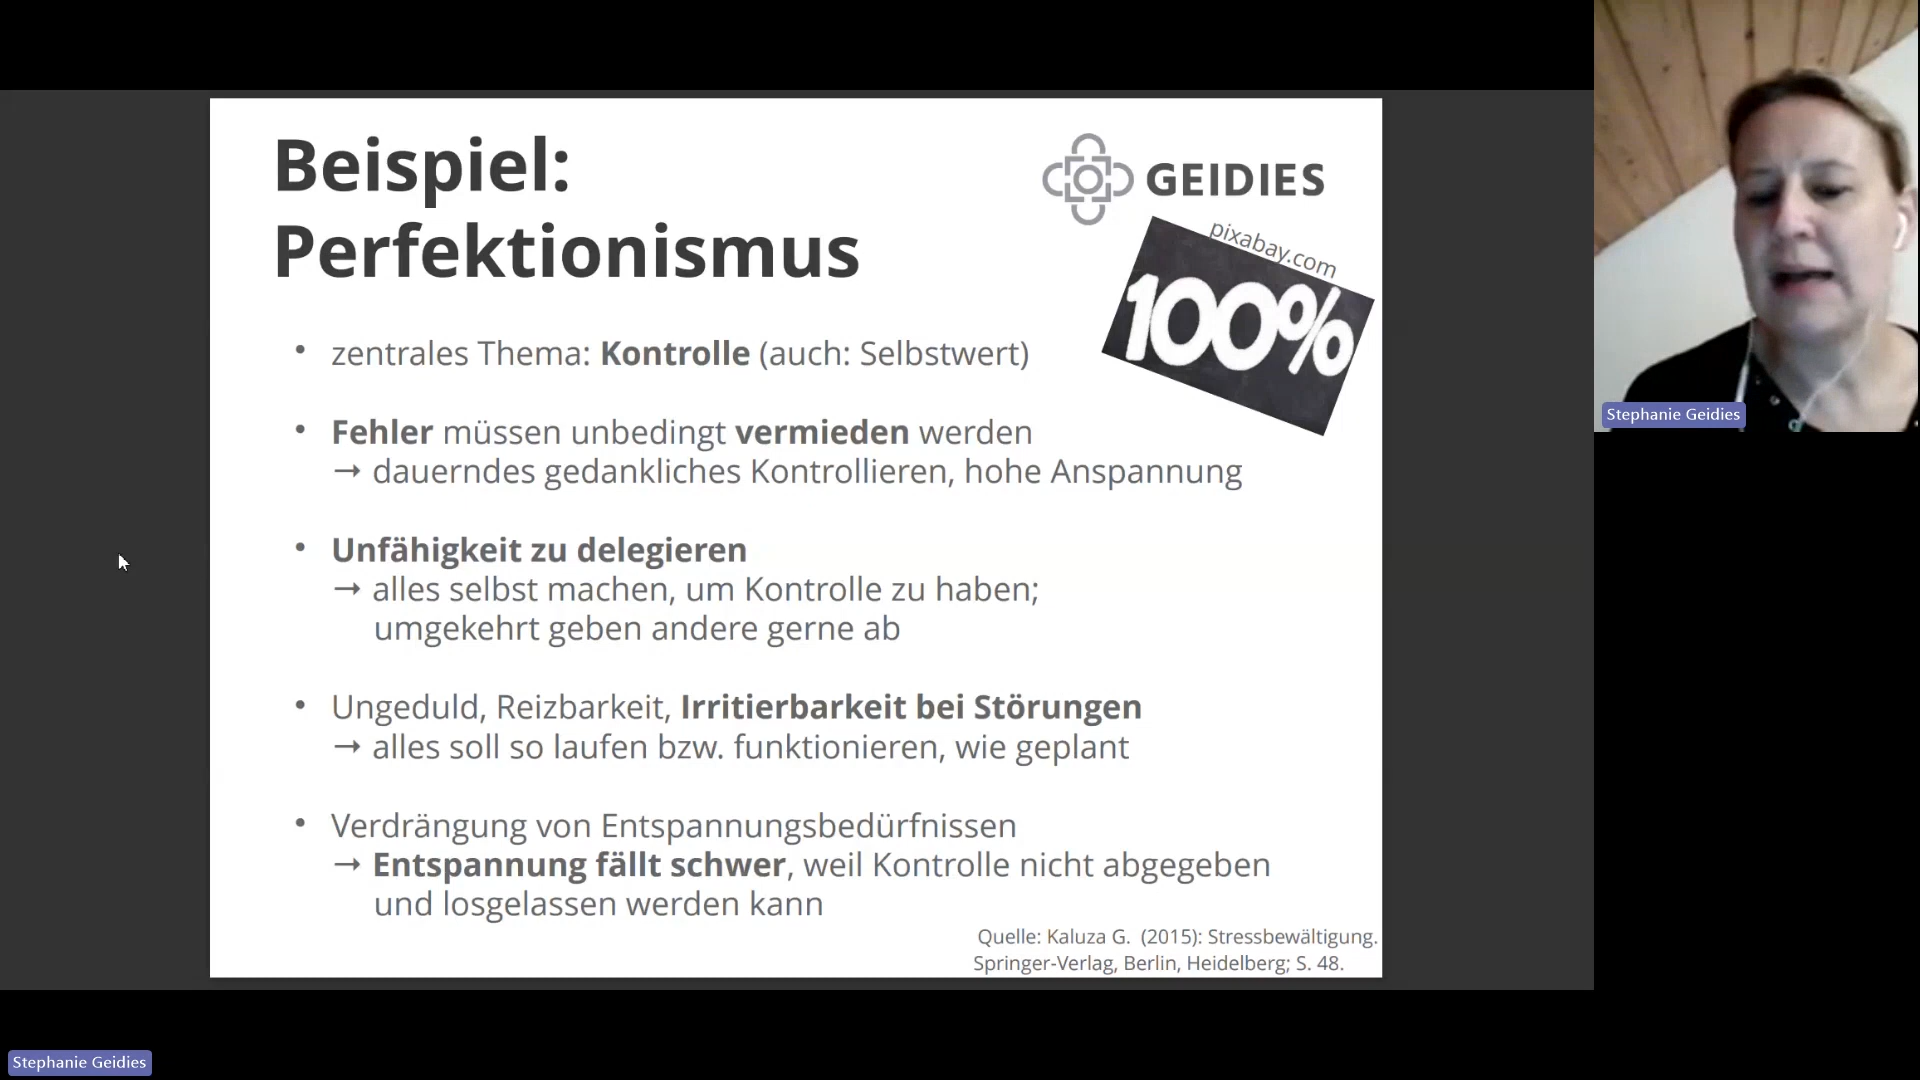 Beispiel:
Perfektionismus
GEIDIES
pixabay.com
100%
• zentrales Thema: Kontrolle (auch: Selbstwert)
• Fehler müssen unbedingt vermieden werden
→ dauerndes gedankliches Kontrollieren, hohe Anspannung
• Unfähigkeit zu delegieren
→ alles selbst machen, um Kontrolle zu haben;
umgekehrt geben andere gerne ab
• Ungeduld, Reizbarkeit, Irritierbarkeit bei Störungen
→ alles soll so laufen bzw. funktionieren, wie geplant
• Verdrängung von Entspannungsbedürfnissen
→ Entspannung fällt schwer, weil Kontrolle nicht abgegeben
und losgelassen werden kann
Quelle: Kaluza G. (2015): Stressbewältigung.
Springer-Verlag, Berlin, Heidelberg; S. 48.
Stephanie Geidies
Stephanie Geidies